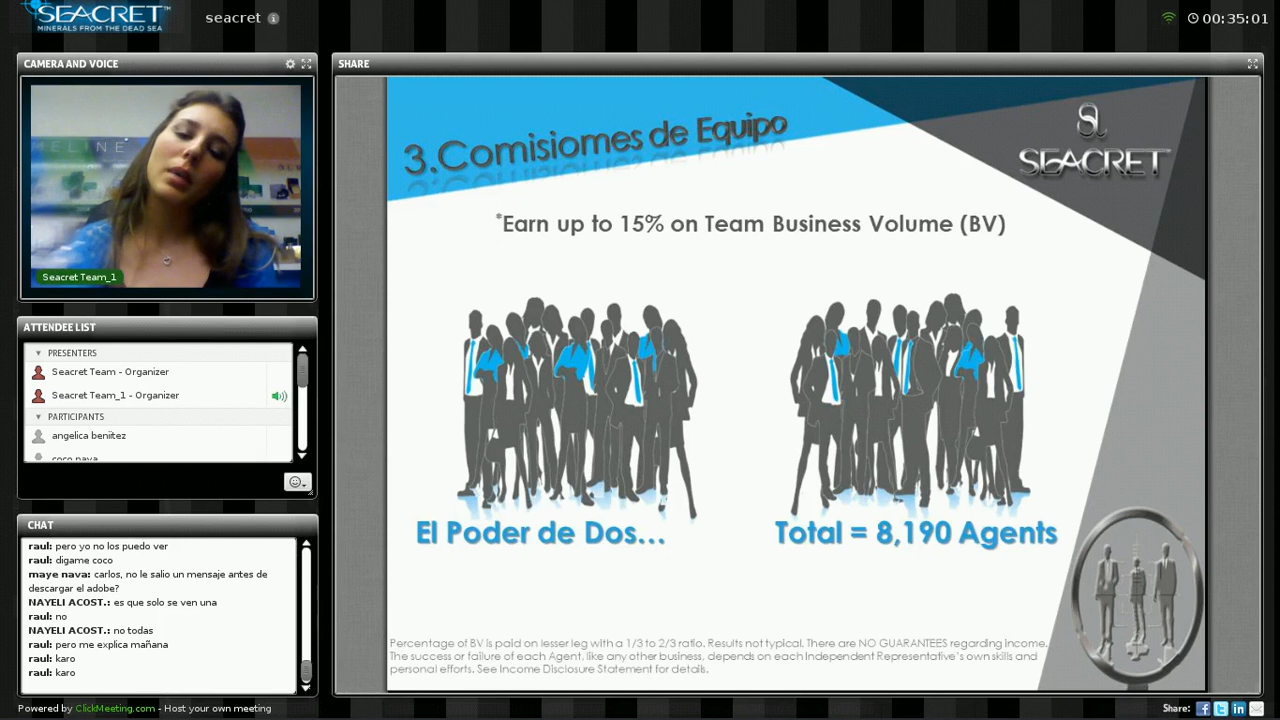 SEACRET™
MINERALS FROM THE DEAD SEA
seacret
00:35:01
CAMERA AND VOICE
MELINE
Seacret Team_1
ATTENDEE LIST
PRESENTERS
Seacret Team - Organizer
Seacret Team_1 - Organizer
PARTICIPANTS
angelica beniitez
coco nava
CHAT
raul: pero yo no los puedo ver
raul: digame coco
maye nava: carlos, no le salio un mensaje antes de
descargar el adobe?
NAYELI ACOST.: es que solo se ven una
raul: no
NAYELI ACOST.: no todas
raul: pero me explica mañana
raul: karo
raul: karo
SHARE
3.Comisiomes de Equipo
SEACRET
*Earn up to 15% on Team Business Volume (BV)
El Poder de Dos...
Total = 8,190 Agents
Percentage of BV is paid on lesser leg with a 1/3 to 2/3 ratio. Results not typical. There are NO GUARANTEES regarding income.
The success or failure of each Agent, like any other business, depends on each Independent Representative's own skills and
personal efforts. See Income Disclosure Statement for details.
Powered by ClickMeeting.com - Host your own meeting
Share: